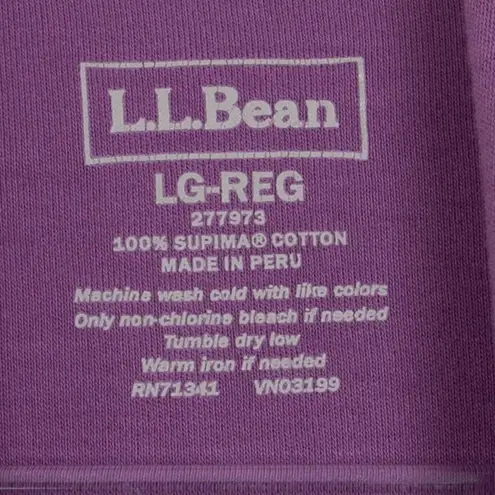 L.L.Bean
LG-REG
277973
100% SUPIMA® COTTON
MADE IN PERU
Machine wash cold with like colors
Only non-chlorine bleach if needed
Tumble dry low
Warm iron if needed
RN71341 VN03199